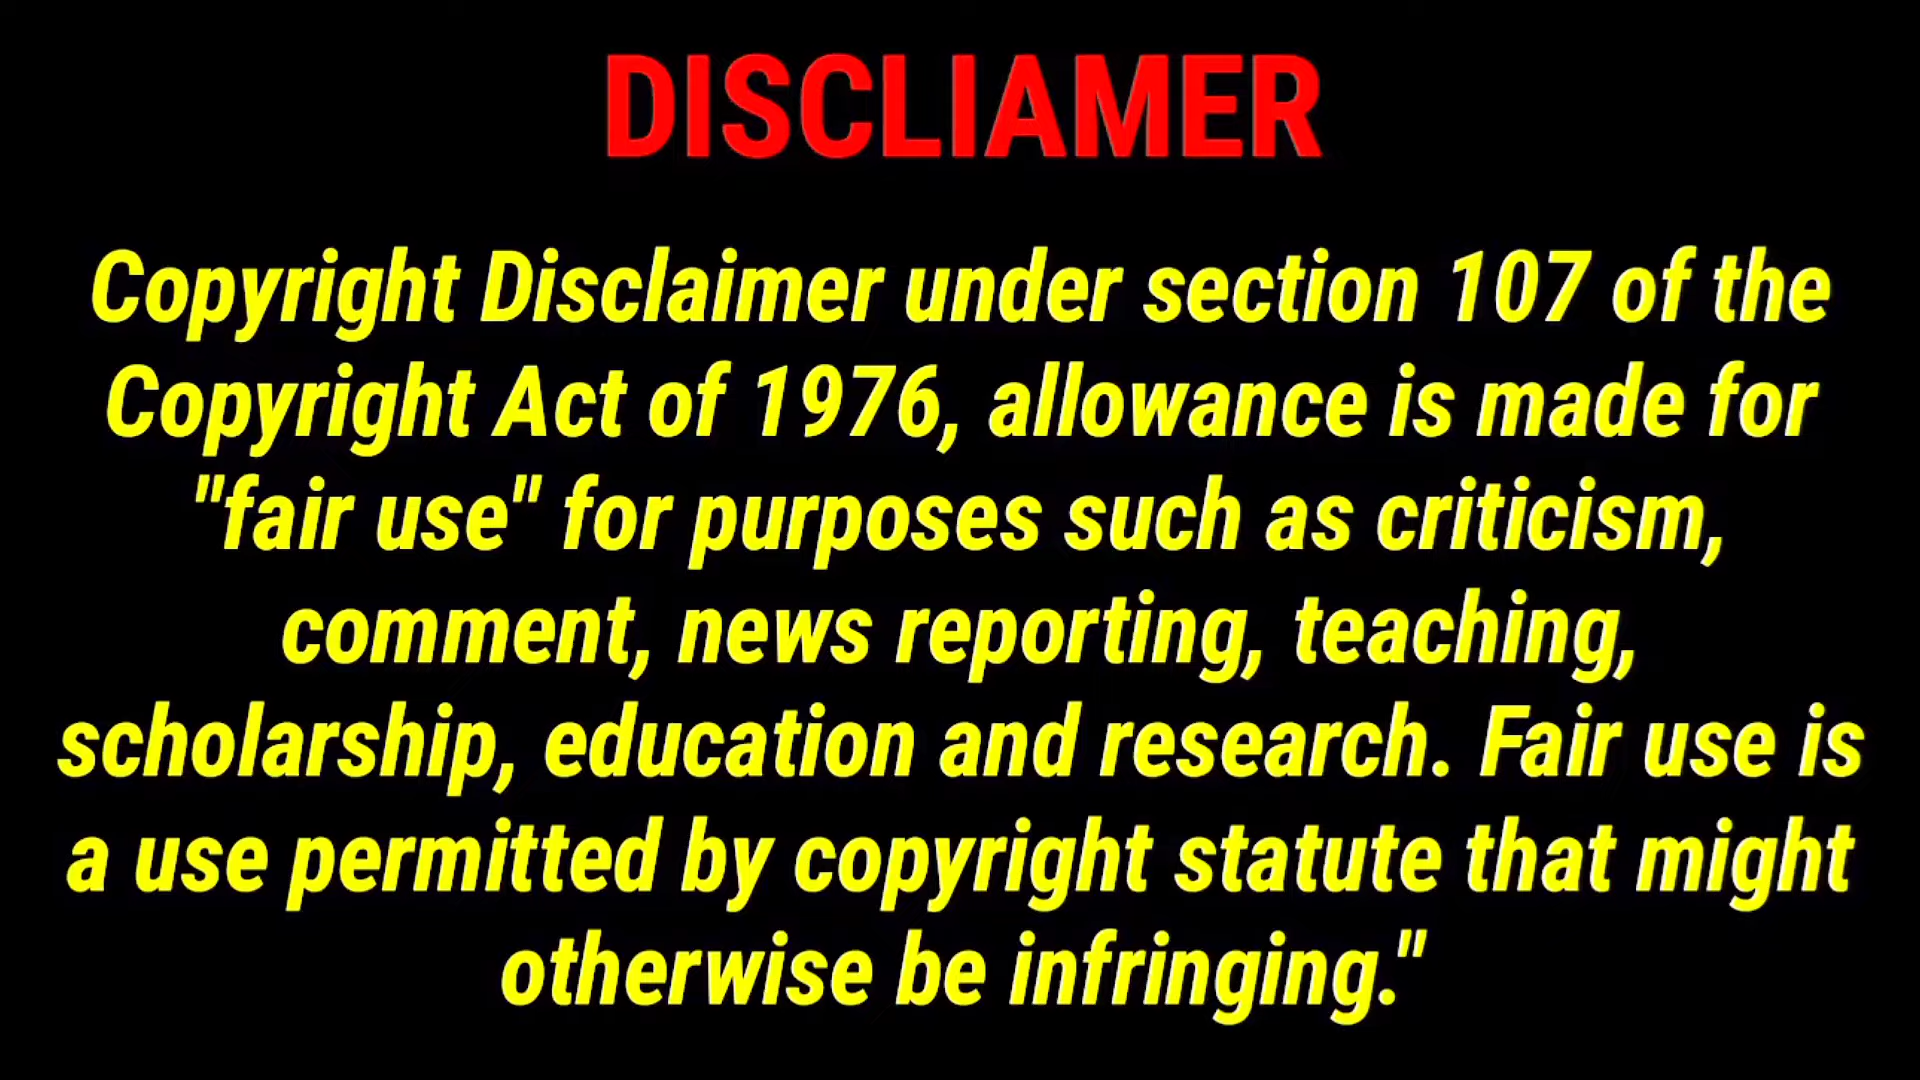 DISCLIAMER
Copyright Disclaimer under section 107 of the
Copyright Act of 1976, allowance is made for
"fair use" for purposes such as criticism,
comment, news reporting, teaching,
scholarship, education and research. Fair use is
a use permitted by copyright statute that might
otherwise be infringing."